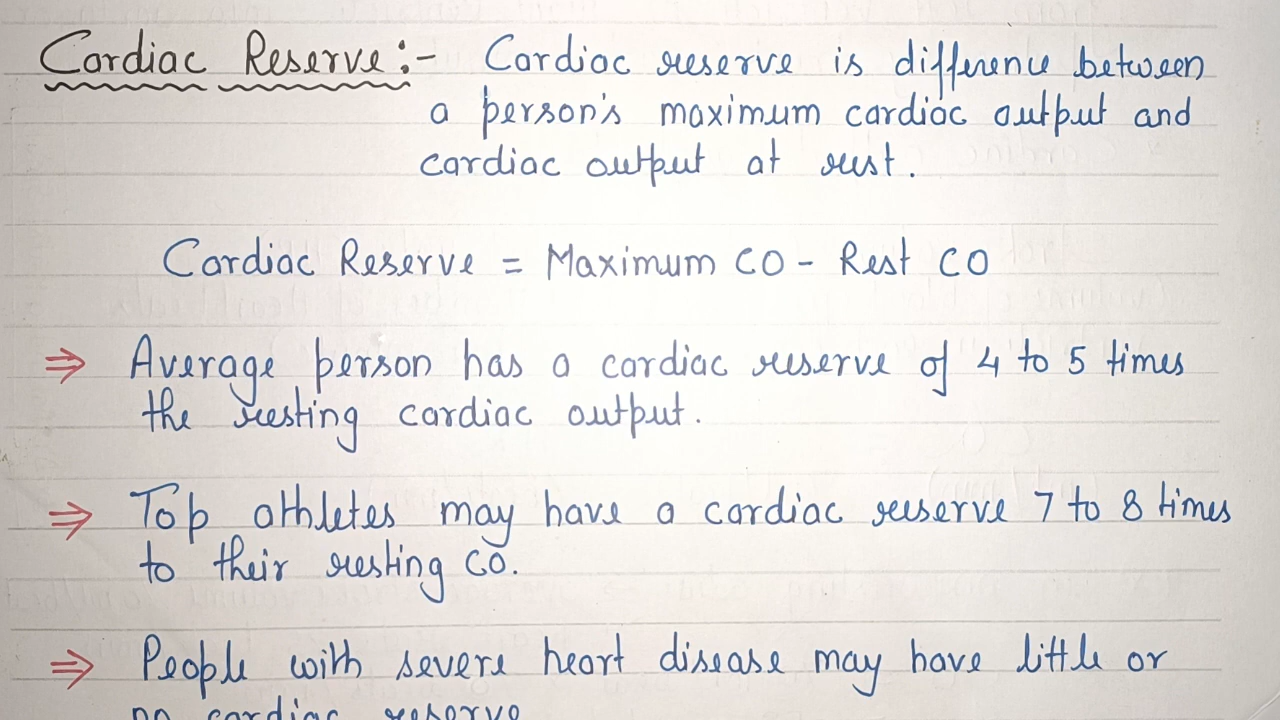 Cardiac Reserve:- Cardiac reserve is difference between
a person's maximum cardiac output and
cardiac output at rest.
Cardiac Reserve = Maximum CO - Rest CO
⇒ Average person has a cardiac reserve of 4 to 5 times
the resting cardiac output.
⇒ Top athletes may have a cardiac reserve 7 to 8 times
to their resting CO.
⇒ People with severe heart disease may have little or
no cardiac reserve